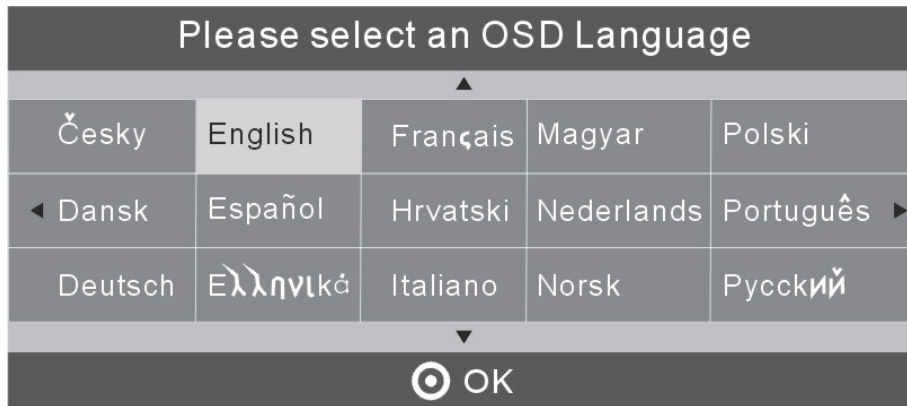 Please select an OSD Language
Česky English Français Magyar Polski
Dansk Español Hrvatski Nederlands Português
Deutsch Ελληνικά Italiano Norsk Русский
OK